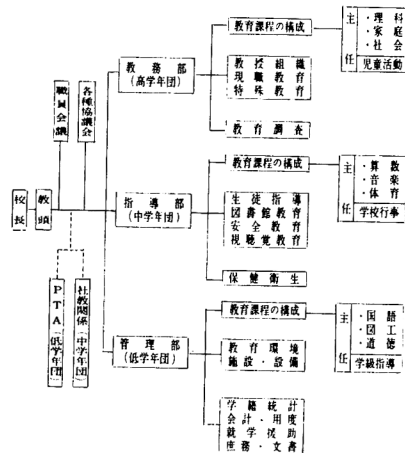 校長
教頭
職員会議
各種協議会
PTA(低学年団)
社教関係(中学年団)
教務部
(高学年団)
教育課程の構成
教授組織
現職教育
特殊教育
教育調査
主任
・理科
・家庭
・社会
児童活動
指導部
(中学年団)
教育課程の構成
生徒指導
図書館教育
安全教育
視聴覚教育
保健衛生
主任
・算数
・音楽
・体育
学校行事
管理部
(低学年団)
教育課程の構成
教育環境
施設・設備
学籍統計
会計・用度
就学援助
庶務・文書
主任
・国語
・図工
・道徳
学級指導